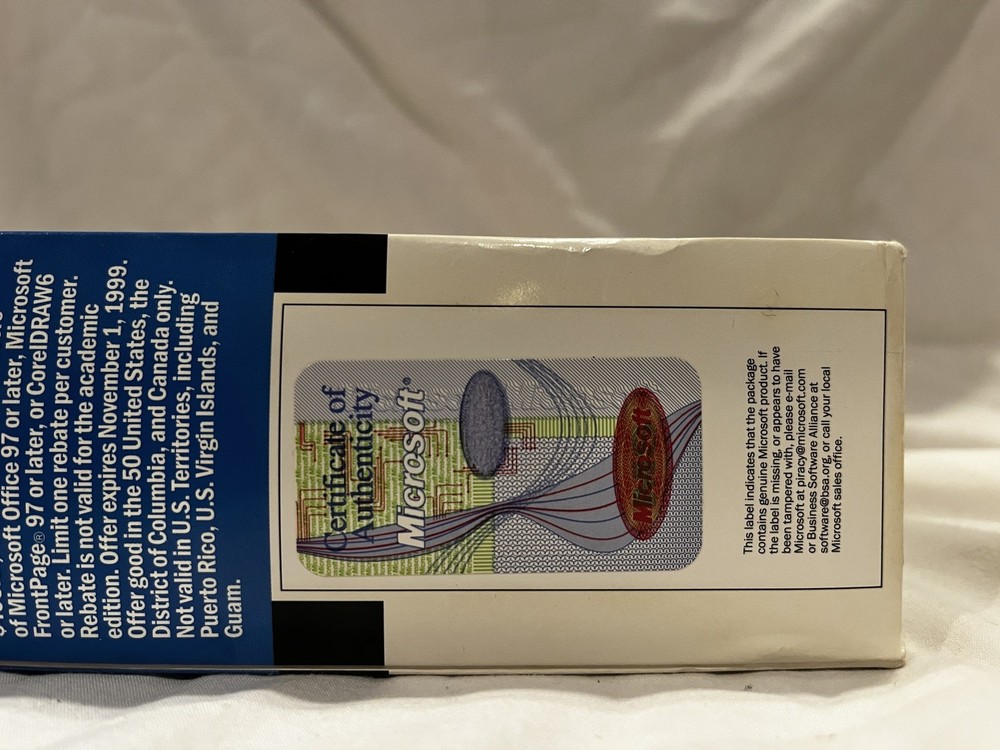 of Microsoft Office 97 or later, Microsoft
FrontPage® 97 or later, or CorelDRAW6
or later. Limit one rebate per customer.
Rebate is not valid for the academic
edition. Offer expires November 1, 1999.
Offer good in the 50 United States, the
District of Columbia, and Canada only.
Not valid in U.S. Territories, including
Puerto Rico, U.S. Virgin Islands, and
Guam.
Certificate of
Authenticity
Microsoft®
Microsoft
This label indicates that the package
contains genuine Microsoft product. If
the label is missing, or appears to have
been tampered with, please e-mail
Microsoft at piracy@microsoft.com
or Business Software Alliance at
software@bsa.org, or call your local
Microsoft sales office.